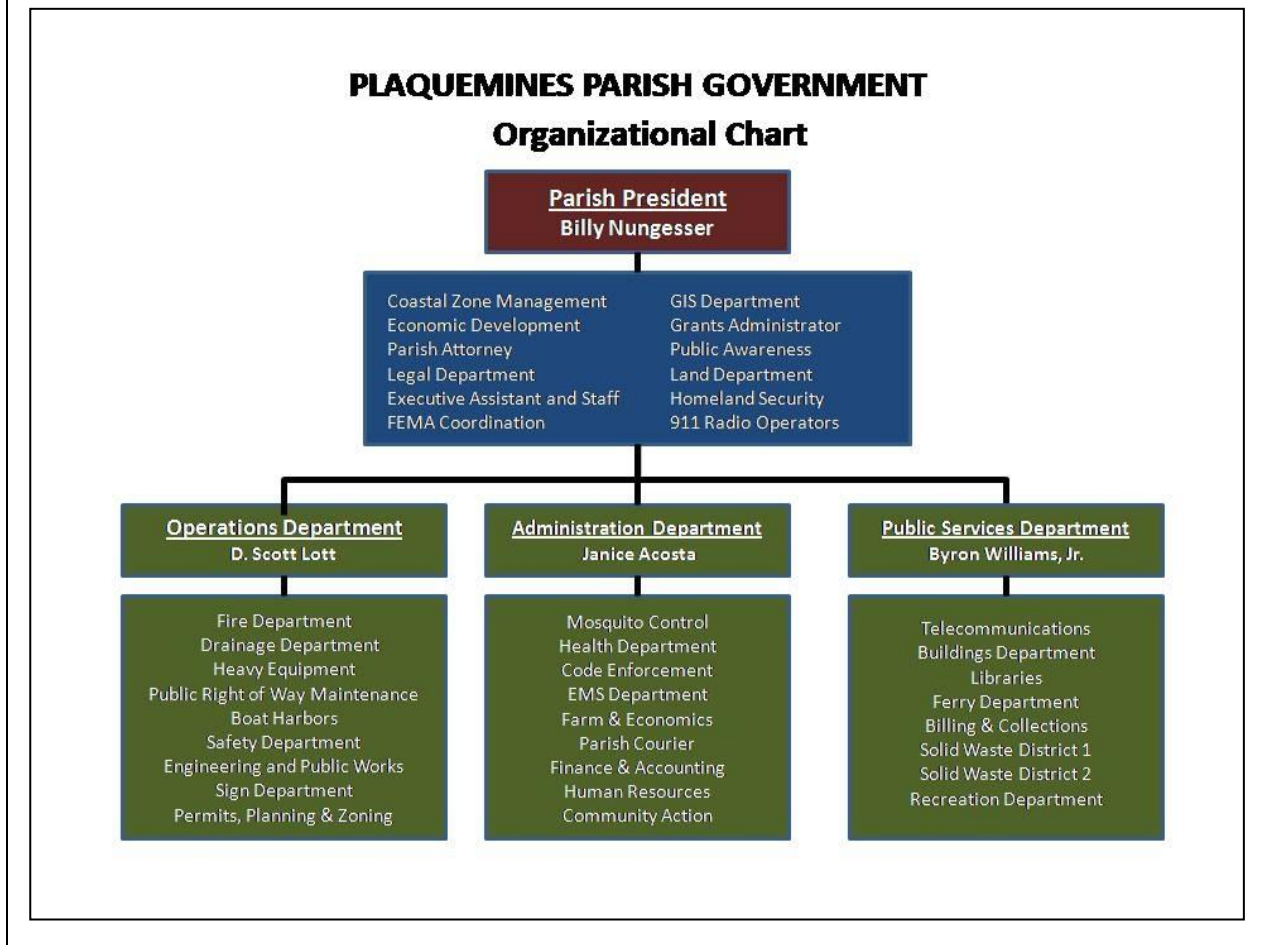 PLAQUEMINES PARISH GOVERNMENT
Organizational Chart
Parish President
Billy Nungesser
Coastal Zone Management
Economic Development
Parish Attorney
Legal Department
Executive Assistant and Staff
FEMA Coordination
GIS Department
Grants Administrator
Public Awareness
Land Department
Homeland Security
911 Radio Operators
Operations Department
D. Scott Lott
Fire Department
Drainage Department
Heavy Equipment
Public Right of Way Maintenance
Boat Harbors
Safety Department
Engineering and Public Works
Sign Department
Permits, Planning & Zoning
Administration Department
Janice Acosta
Mosquito Control
Health Department
Code Enforcement
EMS Department
Farm & Economics
Parish Courier
Finance & Accounting
Human Resources
Community Action
Public Services Department
Byron Williams, Jr.
Telecommunications
Buildings Department
Libraries
Ferry Department
Billing & Collections
Solid Waste District 1
Solid Waste District 2
Recreation Department